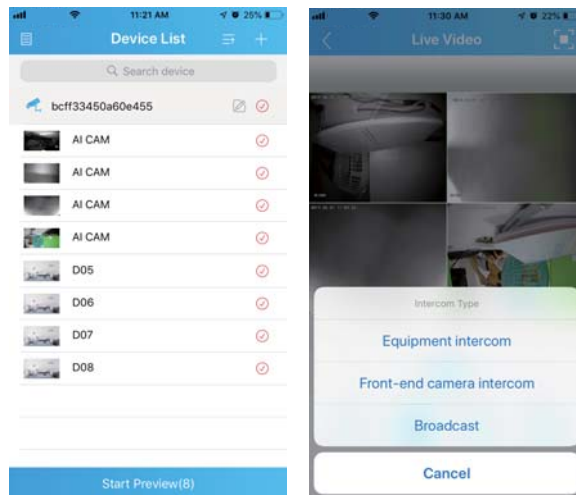 11:21 AM
25%
Device List
Search device
bcff33450a60e455
AI CAM
AI CAM
AI CAM
AI CAM
D05
D06
D07
D08
Start Preview(8)
11:30 AM
22%
Live Video
Intercom Type
Equipment intercom
Front-end camera intercom
Broadcast
Cancel